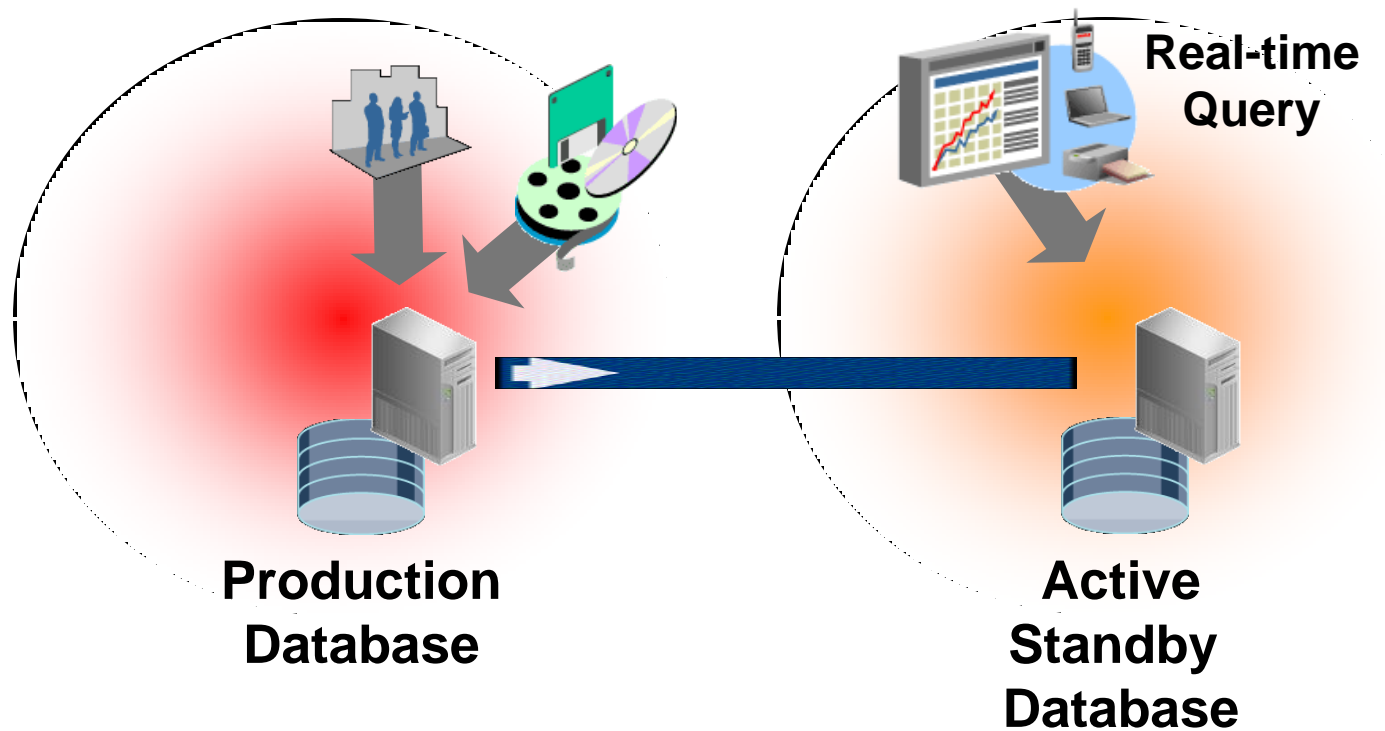 Real-time
Query
Production
Database
Active
Standby
Database